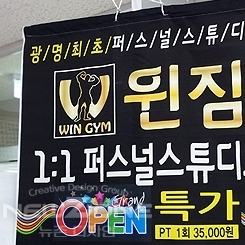 광/명/최/초/퍼/스/널/스/튜/디
WIN GYM
윈짐
1:1 퍼스널스튜디
Creative Design Group
Grand
OPEN
특가
PT 1회 35,000원